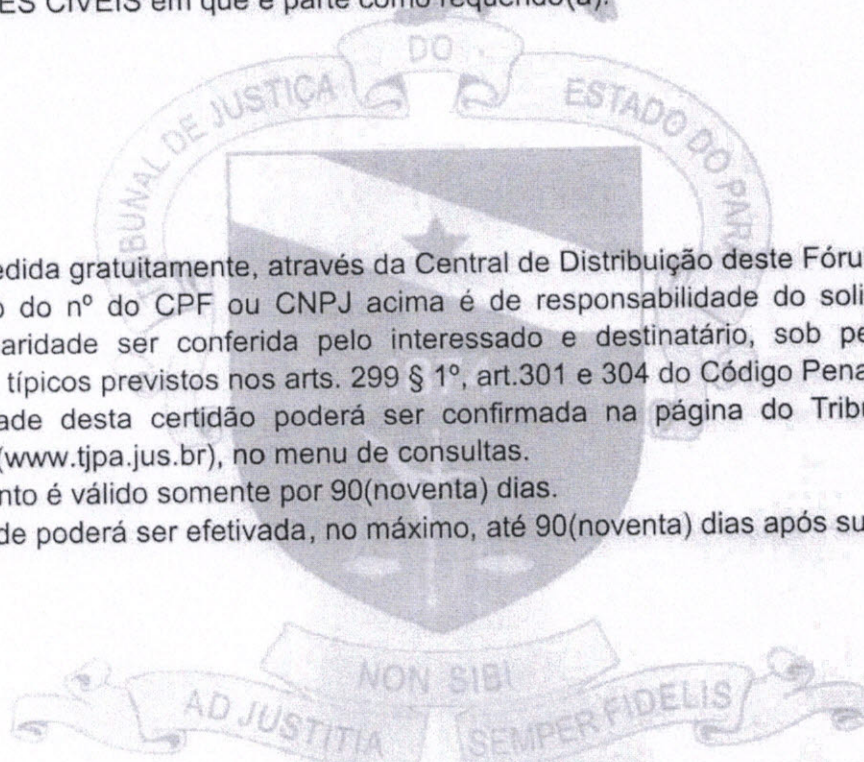 ES CÍVEIS em que é parte como requerido(a).
TRIBUNAL DE JUSTIÇA DO ESTADO DO PARÁ
edida gratuitamente, através da Central de Distribuição deste Fóru
o do nº do CPF ou CNPJ acima é de responsabilidade do soli
aridade ser conferida pelo interessado e destinatário, sob pe
típicos previstos nos arts. 299 § 1º, art.301 e 304 do Código Pena
ade desta certidão poderá ser confirmada na página do Tribu
(www.tjpa.jus.br), no menu de consultas.
nto é válido somente por 90(noventa) dias.
de poderá ser efetivada, no máximo, até 90(noventa) dias após su
NON SIBI
AD JUSTITIA SEMPER FIDELIS